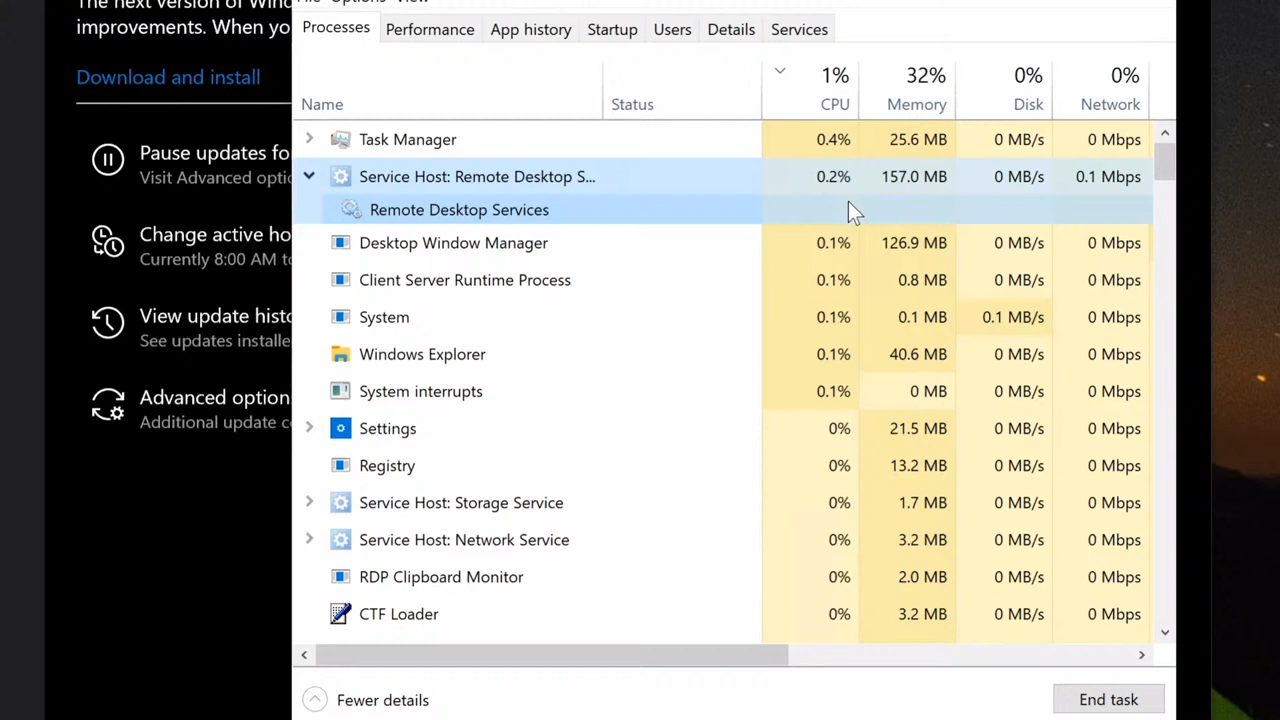 The next version of Wind
improvements. When yo
Download and install
Pause updates fo
Visit Advanced optio
Change active ho
Currently 8:00 AM to
View update histo
See updates installe
Advanced option
Additional update co
File Options View
Processes Performance App history Startup Users Details Services
1% 32% 0% 0%
Name Status CPU Memory Disk Network
Task Manager 0.4% 25.6 MB 0 MB/s 0 Mbps
Service Host: Remote Desktop S... 0.2% 157.0 MB 0 MB/s 0.1 Mbps
Remote Desktop Services
Desktop Window Manager 0.1% 126.9 MB 0 MB/s 0 Mbps
Client Server Runtime Process 0.1% 0.8 MB 0 MB/s 0 Mbps
System 0.1% 0.1 MB 0.1 MB/s 0 Mbps
Windows Explorer 0.1% 40.6 MB 0 MB/s 0 Mbps
System interrupts 0.1% 0 MB 0 MB/s 0 Mbps
Settings 0% 21.5 MB 0 MB/s 0 Mbps
Registry 0% 13.2 MB 0 MB/s 0 Mbps
Service Host: Storage Service 0% 1.7 MB 0 MB/s 0 Mbps
Service Host: Network Service 0% 3.2 MB 0 MB/s 0 Mbps
RDP Clipboard Monitor 0% 2.0 MB 0 MB/s 0 Mbps
CTF Loader 0% 3.2 MB 0 MB/s 0 Mbps
Fewer details
End task